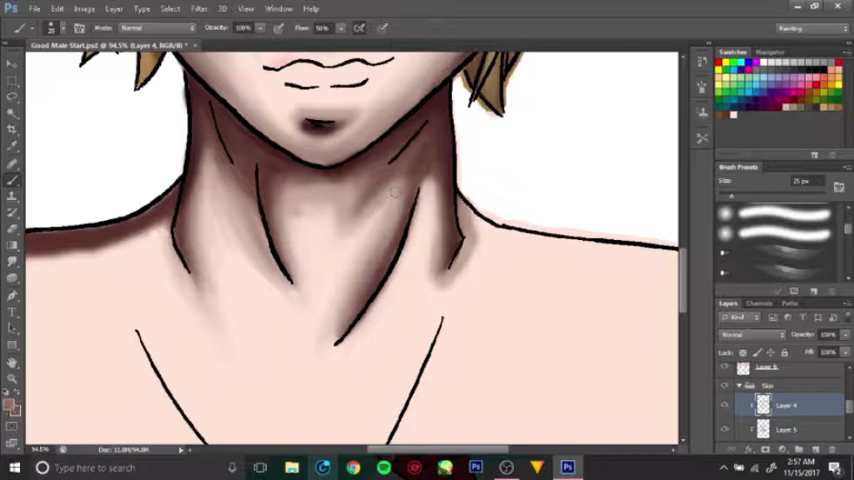 Ps File Edit Image Layer Type Select Filter 3D View Window Help
25 Mode: Normal Opacity: 100% Flow: 50% Painting
Good Male Start.psd @ 94.5% (Layer 4, RGB/8) *
Swatches Navigator
Brush Presets
Size: 25 px
Layers Channels Paths
Kind
Normal Opacity: 100%
Lock: Fill: 100%
Layer 6
Skin
Layer 4
Layer 5
94.5% Doc: 11.8M/94.8M
Type here to search
2:57 AM
11/15/2017